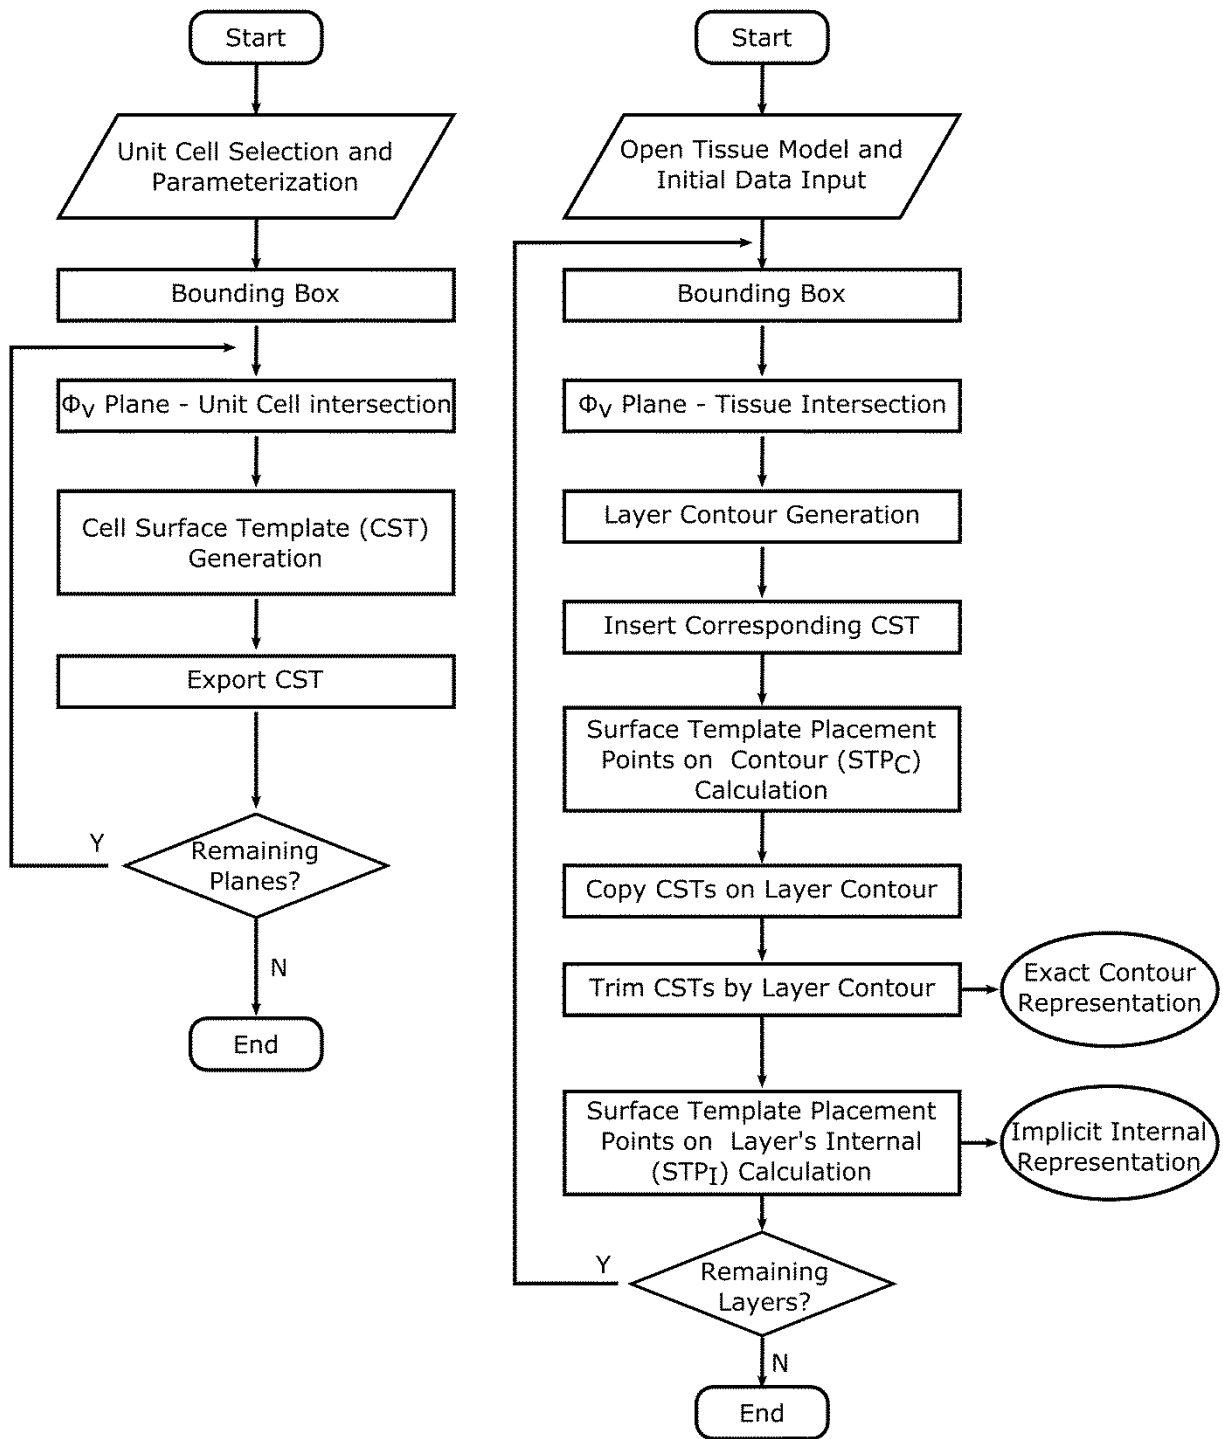 Start
Unit Cell Selection and
Parameterization
Bounding Box
ΦV Plane - Unit Cell intersection
Cell Surface Template (CST)
Generation
Export CST
Y
Remaining
Planes?
N
End
Start
Open Tissue Model and
Initial Data Input
Bounding Box
ΦV Plane - Tissue Intersection
Layer Contour Generation
Insert Corresponding CST
Surface Template Placement
Points on Contour (STPC)
Calculation
Copy CSTs on Layer Contour
Trim CSTs by Layer Contour
Exact Contour
Representation
Surface Template Placement
Points on Layer's Internal
(STPI) Calculation
Implicit Internal
Representation
Y
Remaining
Layers?
N
End